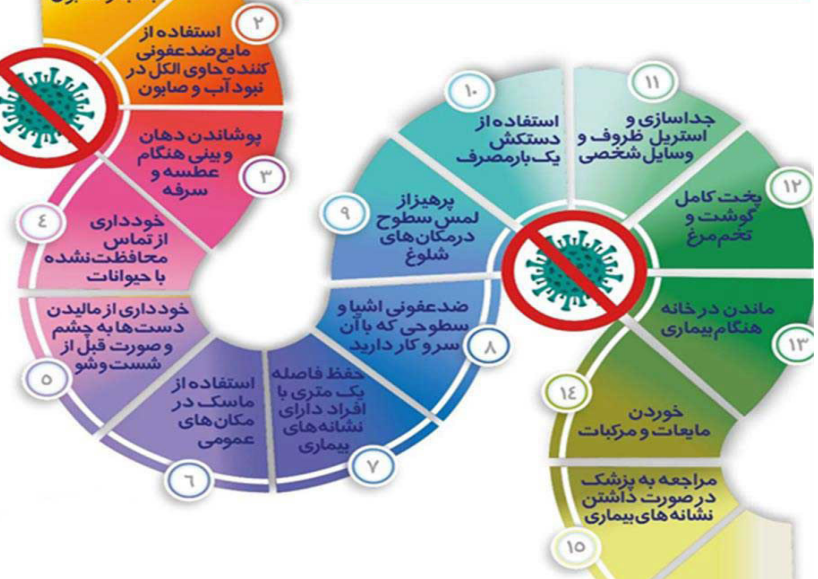 ۲
استفاده از
مایع ضدعفونی
کننده حاوی الکل در
نبود آب و صابون
۳
پوشاندن دهان
و بینی هنگام
عطسه و
سرفه
۴
خودداری
از تماس
محافظت‌نشده
با حیوانات
۵
خودداری از مالیدن
دست‌ها به چشم
و صورت قبل از
شست‌وشو
۶
استفاده از
ماسک در
مکان‌های
عمومی
۷
حفظ فاصله
یک متری با
افراد دارای
نشانه‌های
بیماری
۸
ضدعفونی اشیا و
سطوحی که با آن
سر و کار دارید
۹
پرهیز از
لمس سطوح
در مکان‌های
شلوغ
۱۰
استفاده از
دستکش
یک‌بار‌مصرف
۱۱
جداسازی و
استریل ظروف و
وسایل شخصی
۱۲
پخت کامل
گوشت و
تخم‌مرغ
۱۳
ماندن در خانه
هنگام بیماری
۱٤
خوردن
مایعات و مرکبات
۱۵
مراجعه به پزشک
در صورت داشتن
نشانه‌های بیماری